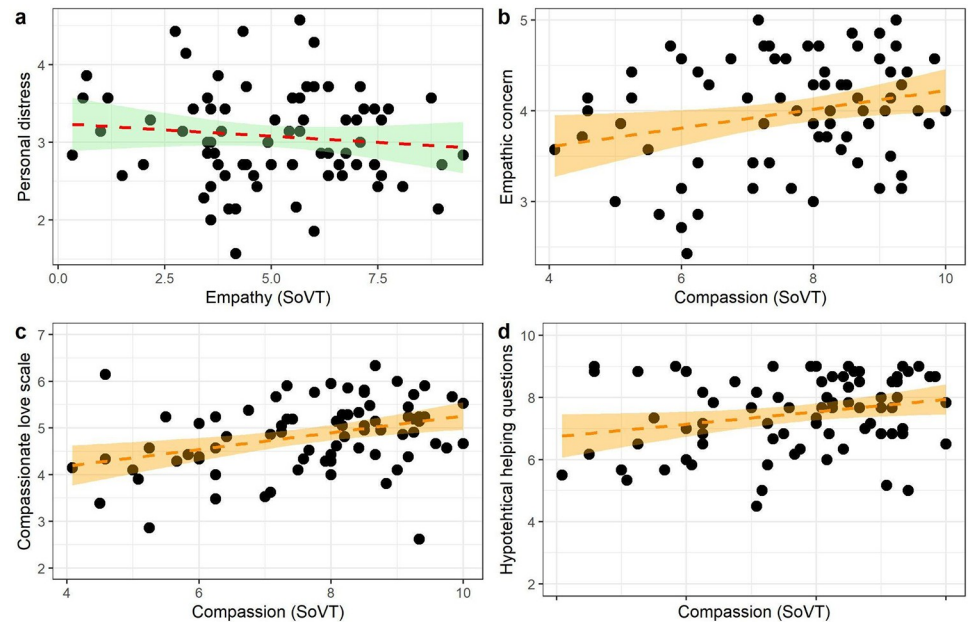 a
Personal distress
4
3
2
0.0 2.5 5.0 7.5
Empathy (SoVT)
b
Empathic concern
5
4
3
4 6 8 10
Compassion (SoVT)
c
Compassionate love scale
7
6
5
4
3
2
4 6 8 10
Compassion (SoVT)
d
Hypotehtical helping questions
10
8
6
4
2
Compassion (SoVT)